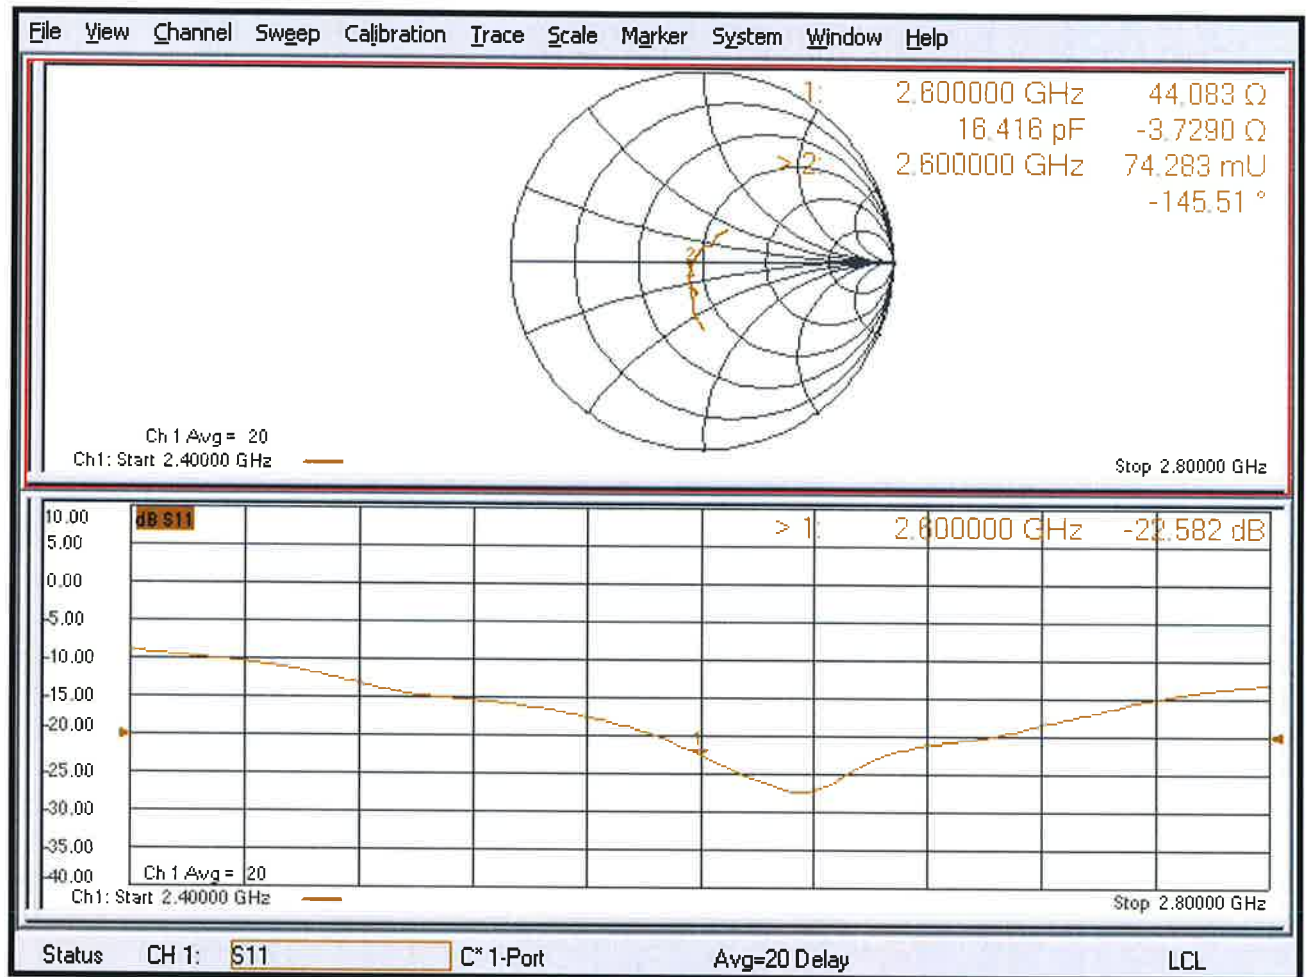 File View Channel Sweep Calibration Trace Scale Marker System Window Help
1: 2.600000 GHz 44.083 Ω
16.416 pF -3.7290 Ω
> 2: 2.600000 GHz 74.283 mU
-145.51 °
2
Ch 1 Avg = 20
Ch1: Start 2.40000 GHz
Stop 2.80000 GHz
10.00
dB S11
> 1: 2.600000 GHz -22.582 dB
5.00
0.00
-5.00
-10.00
-15.00
-20.00
1
-25.00
-30.00
-35.00
-40.00
Ch 1 Avg = 20
Ch1: Start 2.40000 GHz
Stop 2.80000 GHz
Status CH 1: S11 C* 1-Port Avg=20 Delay LCL